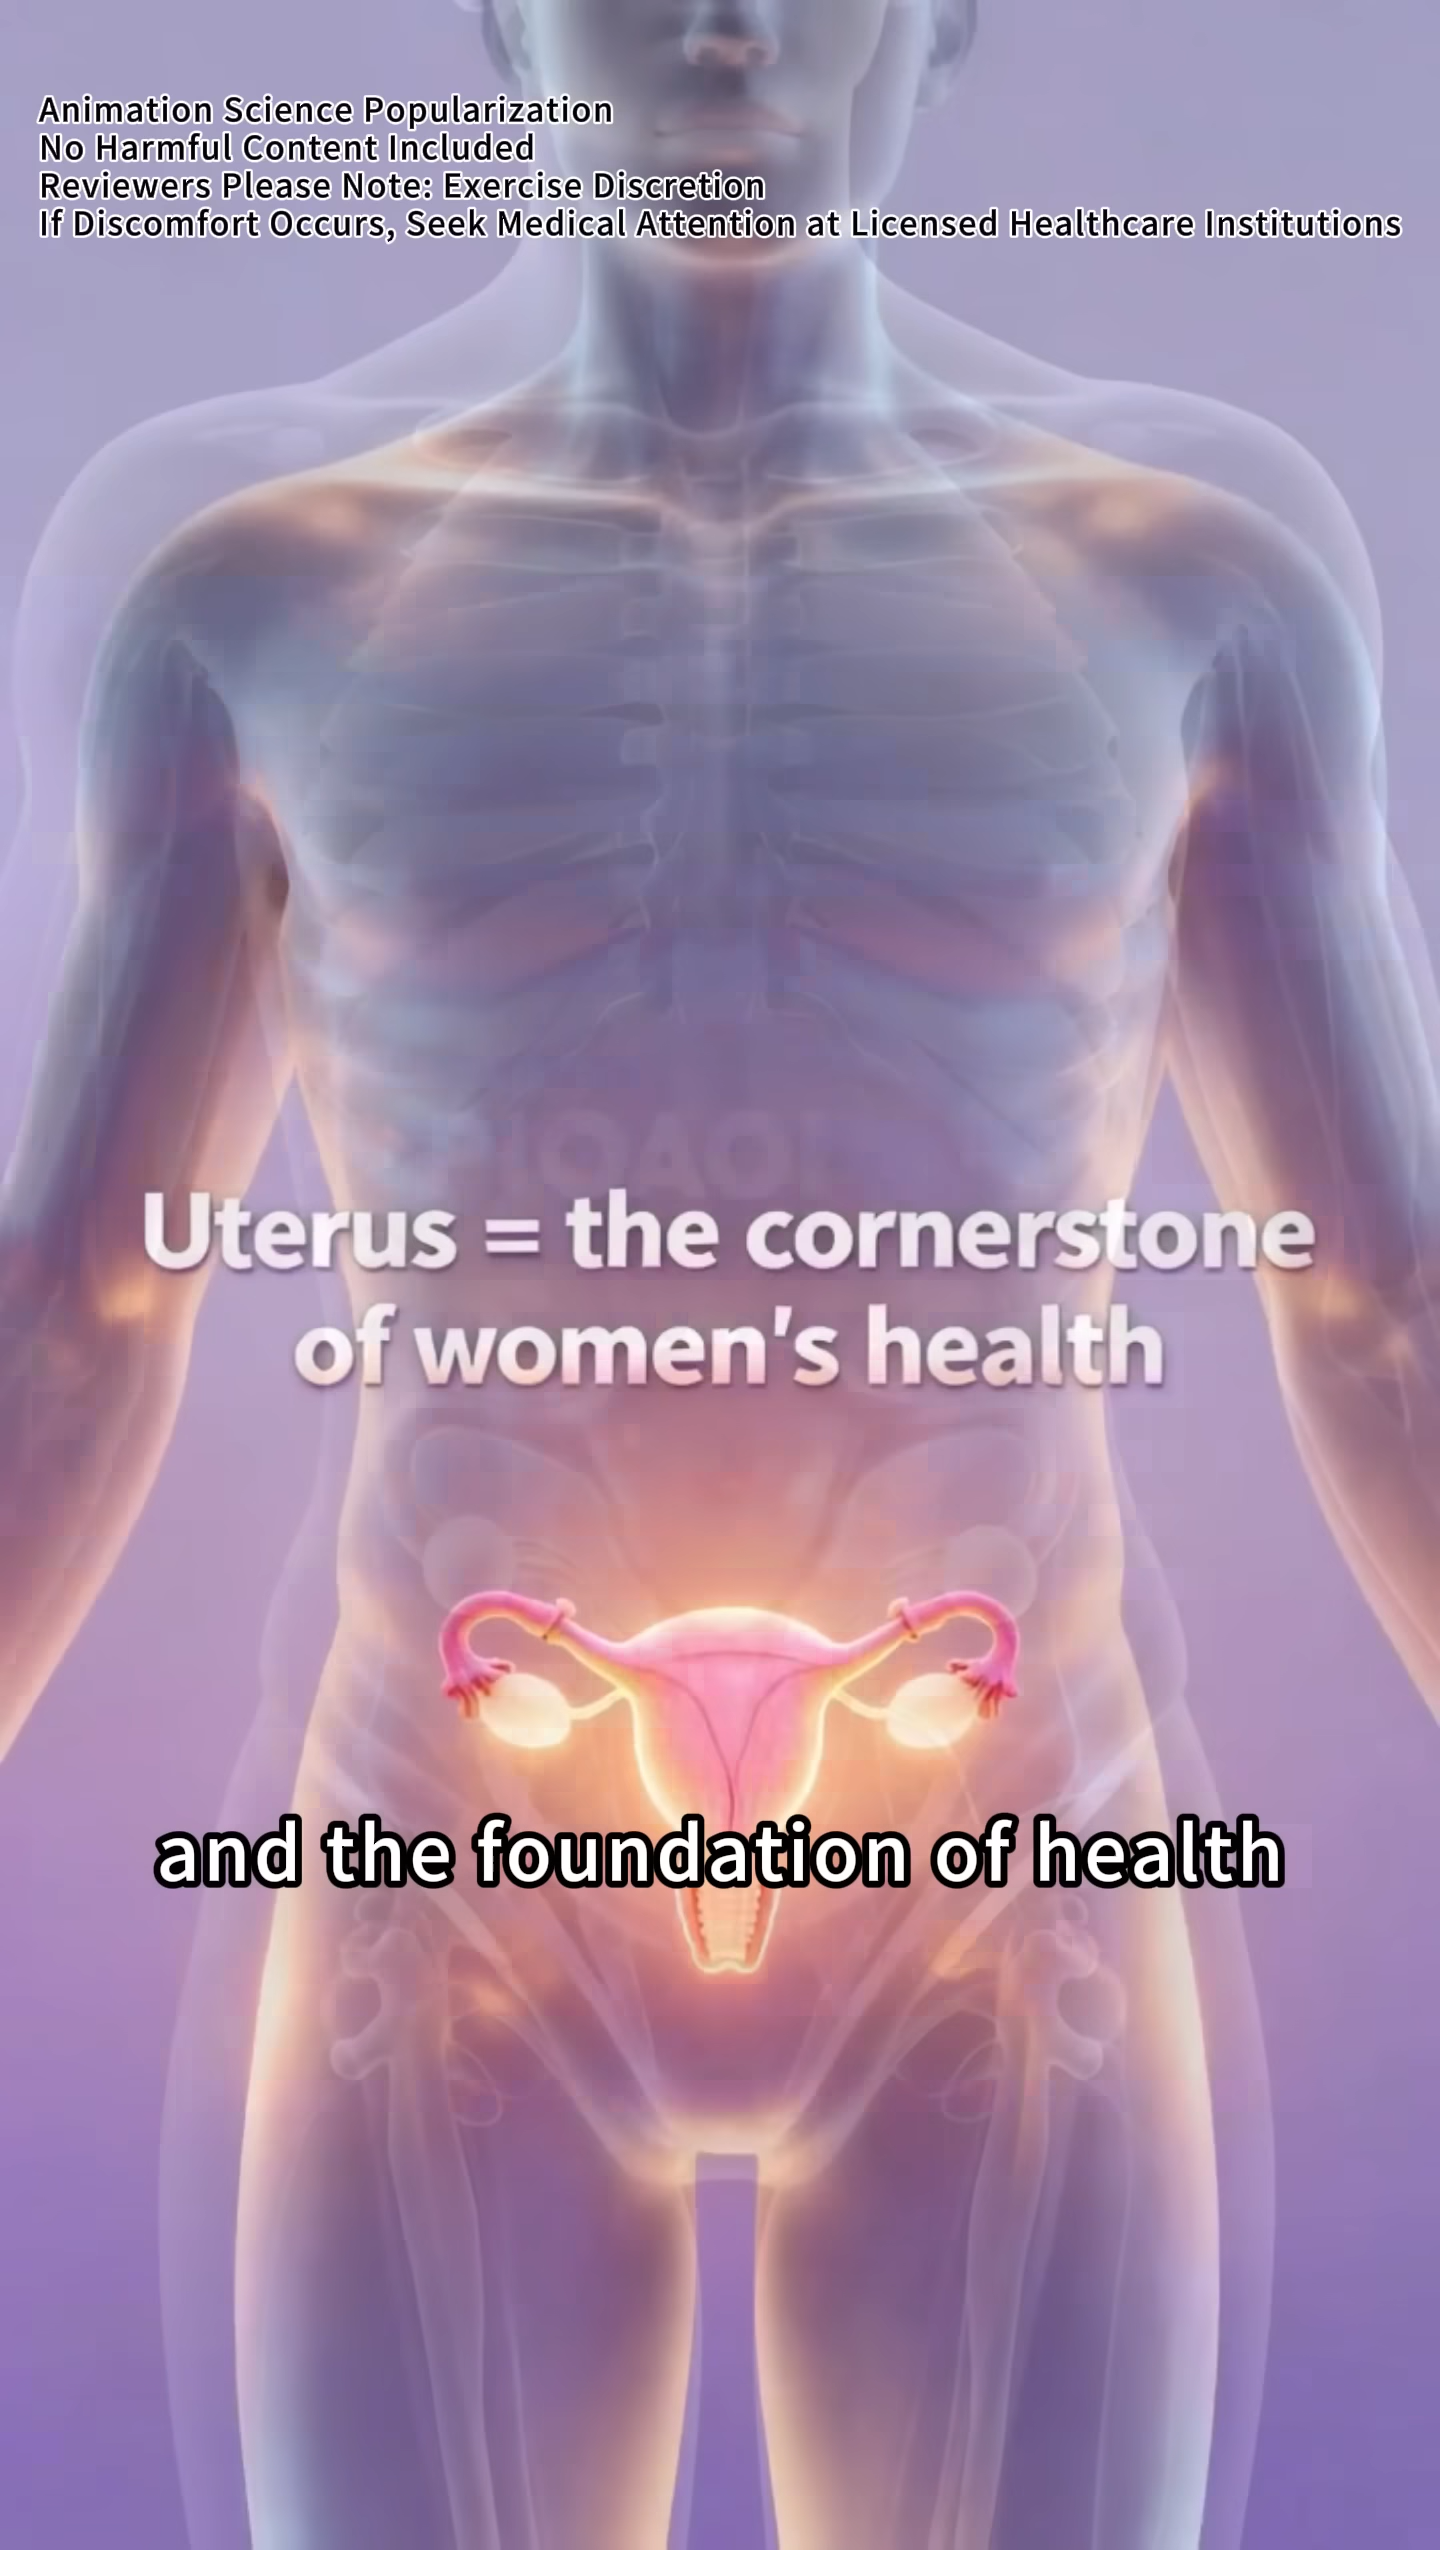 Animation Science Popularization
No Harmful Content Included
Reviewers Please Note: Exercise Discretion
If Discomfort Occurs, Seek Medical Attention at Licensed Healthcare Institutions
Uterus = the cornerstone
of women's health
and the foundation of health